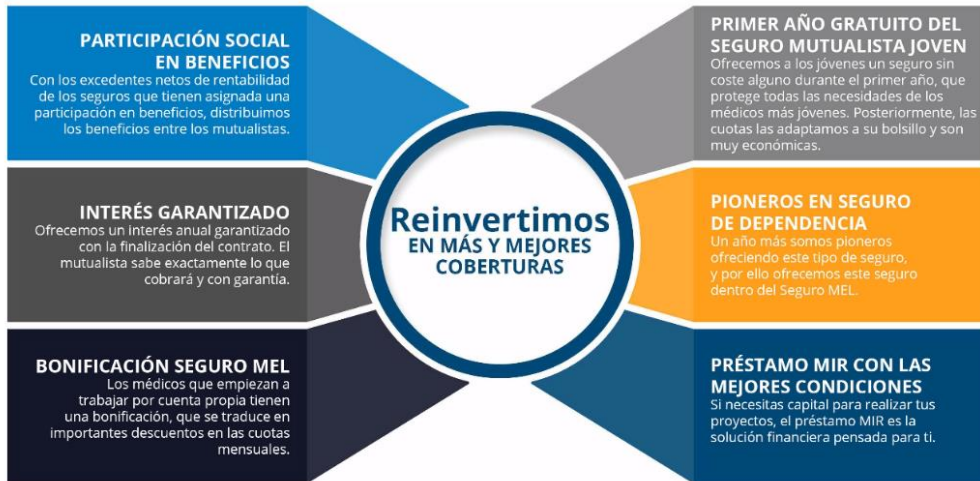 PARTICIPACIÓN SOCIAL
EN BENEFICIOS
Con los excedentes netos de rentabilidad
de los seguros que tienen asignada una
participación en beneficios, distribuimos
los beneficios entre los mutualistas.
INTERÉS GARANTIZADO
Ofrecemos un interés anual garantizado
con la finalización del contrato. El
mutualista sabe exactamente lo que
cobrará y con garantía.
BONIFICACIÓN SEGURO MEL
Los médicos que empiezan a
trabajar por cuenta propia tienen
una bonificación, que se traduce en
importantes descuentos en las cuotas
mensuales.
Reinvertimos
EN MÁS Y MEJORES
COBERTURAS
PRIMER AÑO GRATUITO DEL
SEGURO MUTUALISTA JOVEN
Ofrecemos a los jóvenes un seguro sin
coste alguno durante el primer año, que
protege todas las necesidades de los
médicos más jóvenes. Posteriormente, las
cuotas las adaptamos a su bolsillo y son
muy económicas.
PIONEROS EN SEGURO
DE DEPENDENCIA
Un año más somos pioneros
ofreciendo este tipo de seguro,
y por ello ofrecemos este seguro
dentro del Seguro MEL.
PRÉSTAMO MIR CON LAS
MEJORES CONDICIONES
Si necesitas capital para realizar tus
proyectos, el préstamo MIR es la
solución financiera pensada para ti.